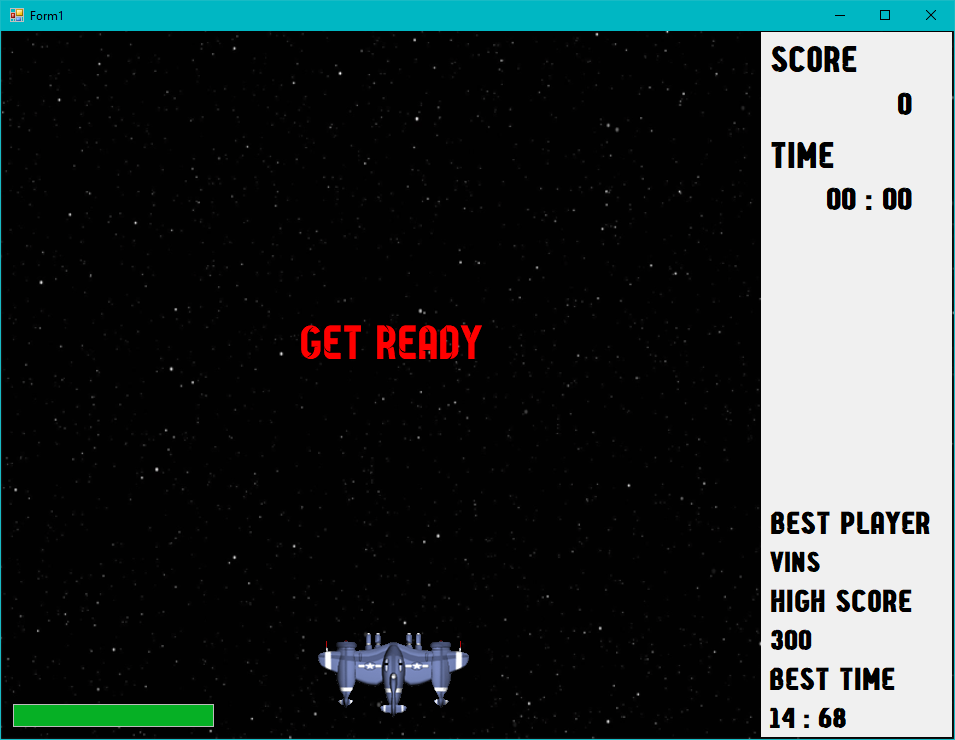 Form1
SCORE
0
TIME
00 : 00
GET READY
BEST PLAYER
VINS
HIGH SCORE
300
BEST TIME
14 : 68